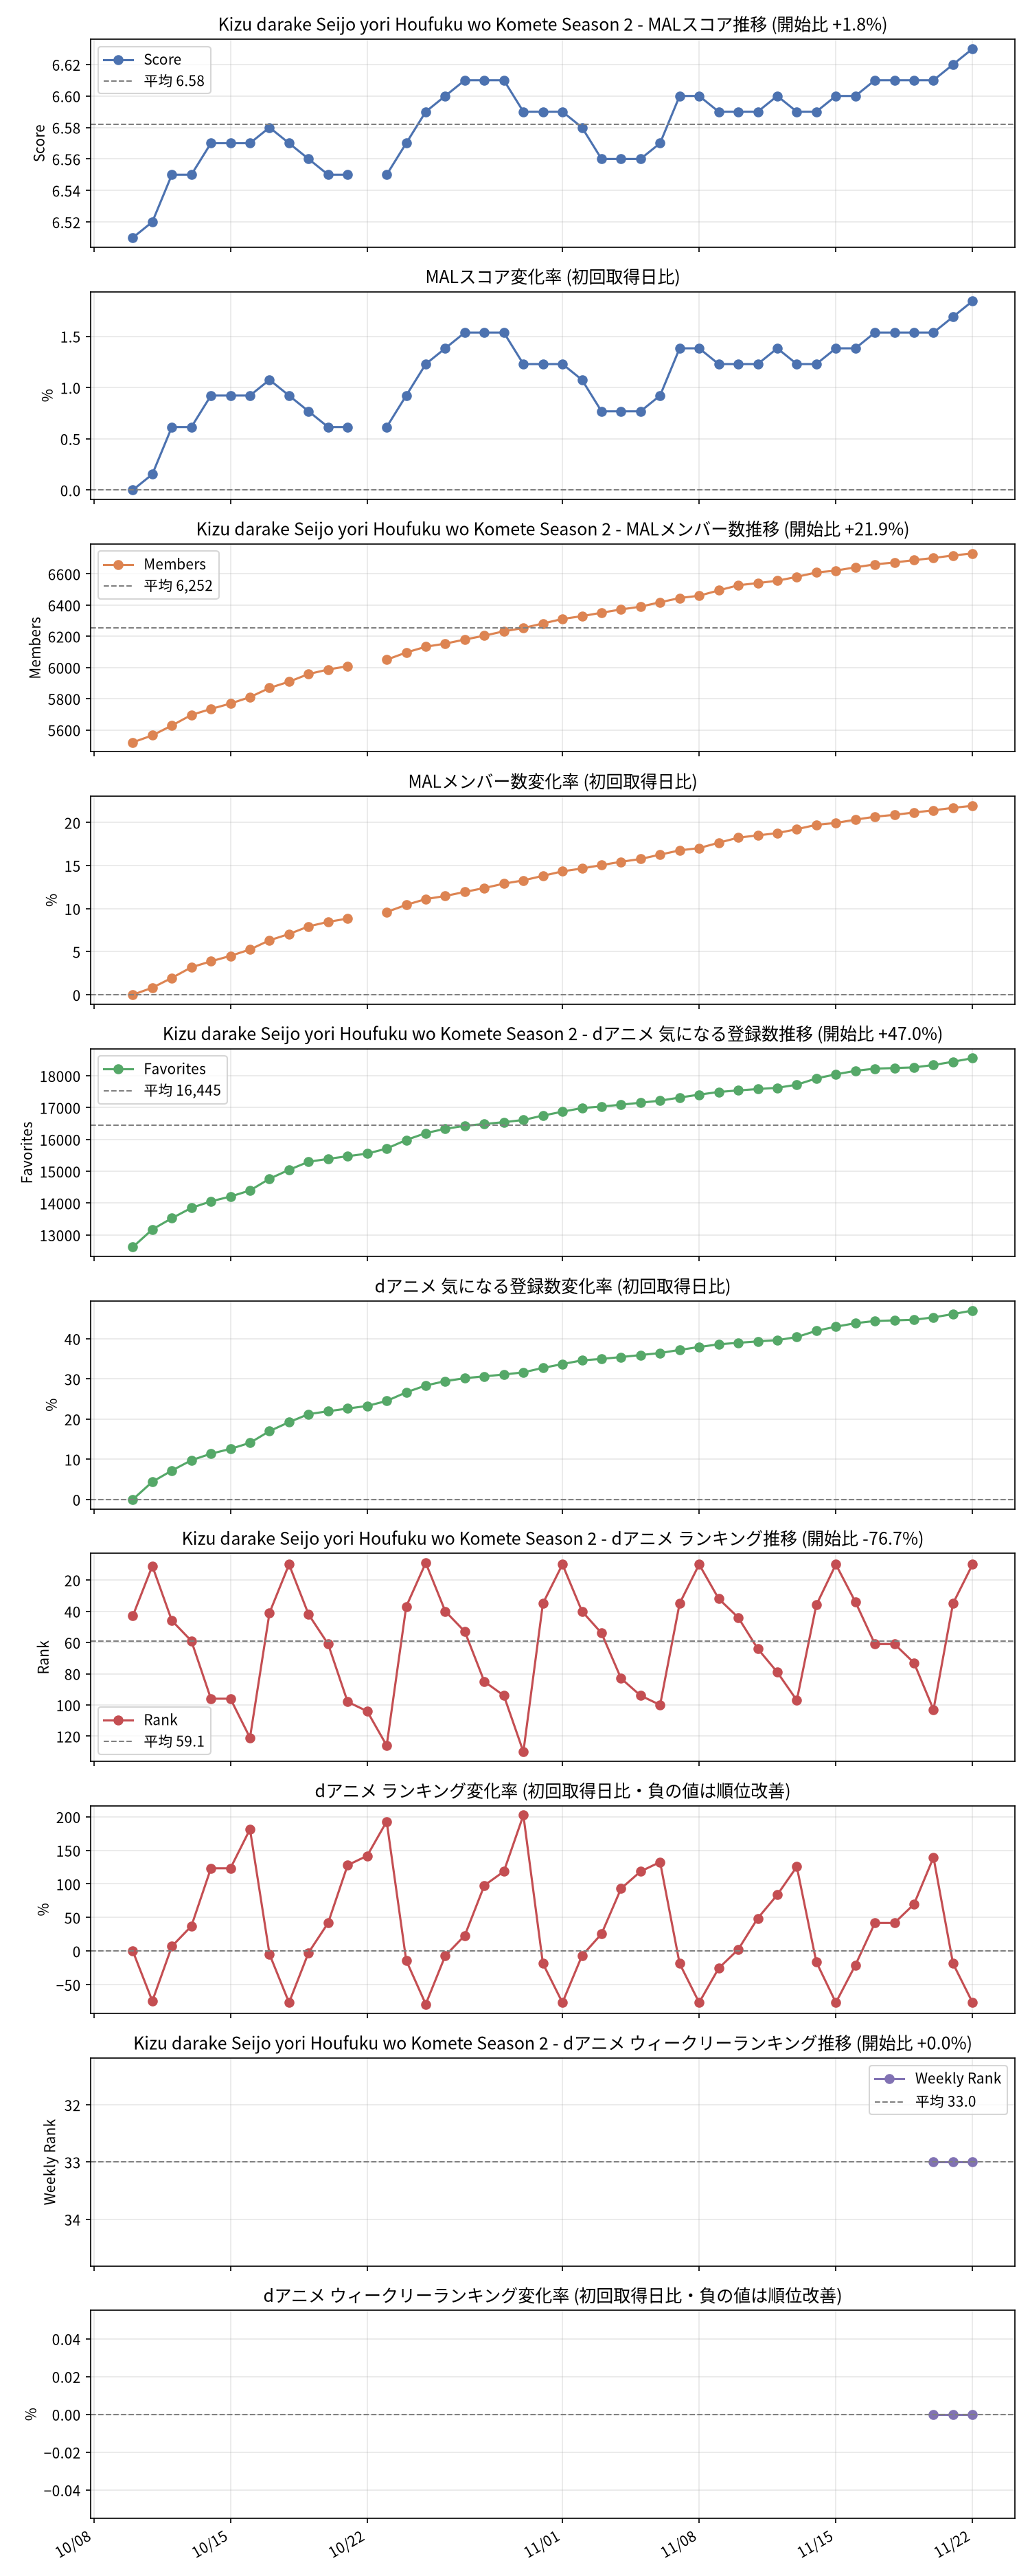 Kizu darake Seijo yori Houfuku wo Komete Season 2 - MALスコア推移 (開始比 +1.8%)
Score
平均 6.58
Score
6.62
6.60
6.58
6.56
6.54
6.52
MALスコア変化率 (初回取得日比)
%
1.5
1.0
0.5
0.0
Kizu darake Seijo yori Houfuku wo Komete Season 2 - MALメンバー数推移 (開始比 +21.9%)
Members
平均 6,252
Members
6600
6400
6200
6000
5800
5600
MALメンバー数変化率 (初回取得日比)
%
20
15
10
5
0
Kizu darake Seijo yori Houfuku wo Komete Season 2 - dアニメ 気になる登録数推移 (開始比 +47.0%)
Favorites
平均 16,445
Favorites
18000
17000
16000
15000
14000
13000
dアニメ 気になる登録数変化率 (初回取得日比)
%
40
30
20
10
0
Kizu darake Seijo yori Houfuku wo Komete Season 2 - dアニメ ランキング推移 (開始比 -76.7%)
Rank
20
40
60
80
100
120
Rank
平均 59.1
dアニメ ランキング変化率 (初回取得日比・負の値は順位改善)
%
200
150
100
50
0
−50
Kizu darake Seijo yori Houfuku wo Komete Season 2 - dアニメ ウィークリーランキング推移 (開始比 +0.0%)
Weekly Rank
平均 33.0
Weekly Rank
32
33
34
dアニメ ウィークリーランキング変化率 (初回取得日比・負の値は順位改善)
%
0.04
0.02
0.00
−0.02
−0.04
10/08
10/15
10/22
11/01
11/08
11/15
11/22